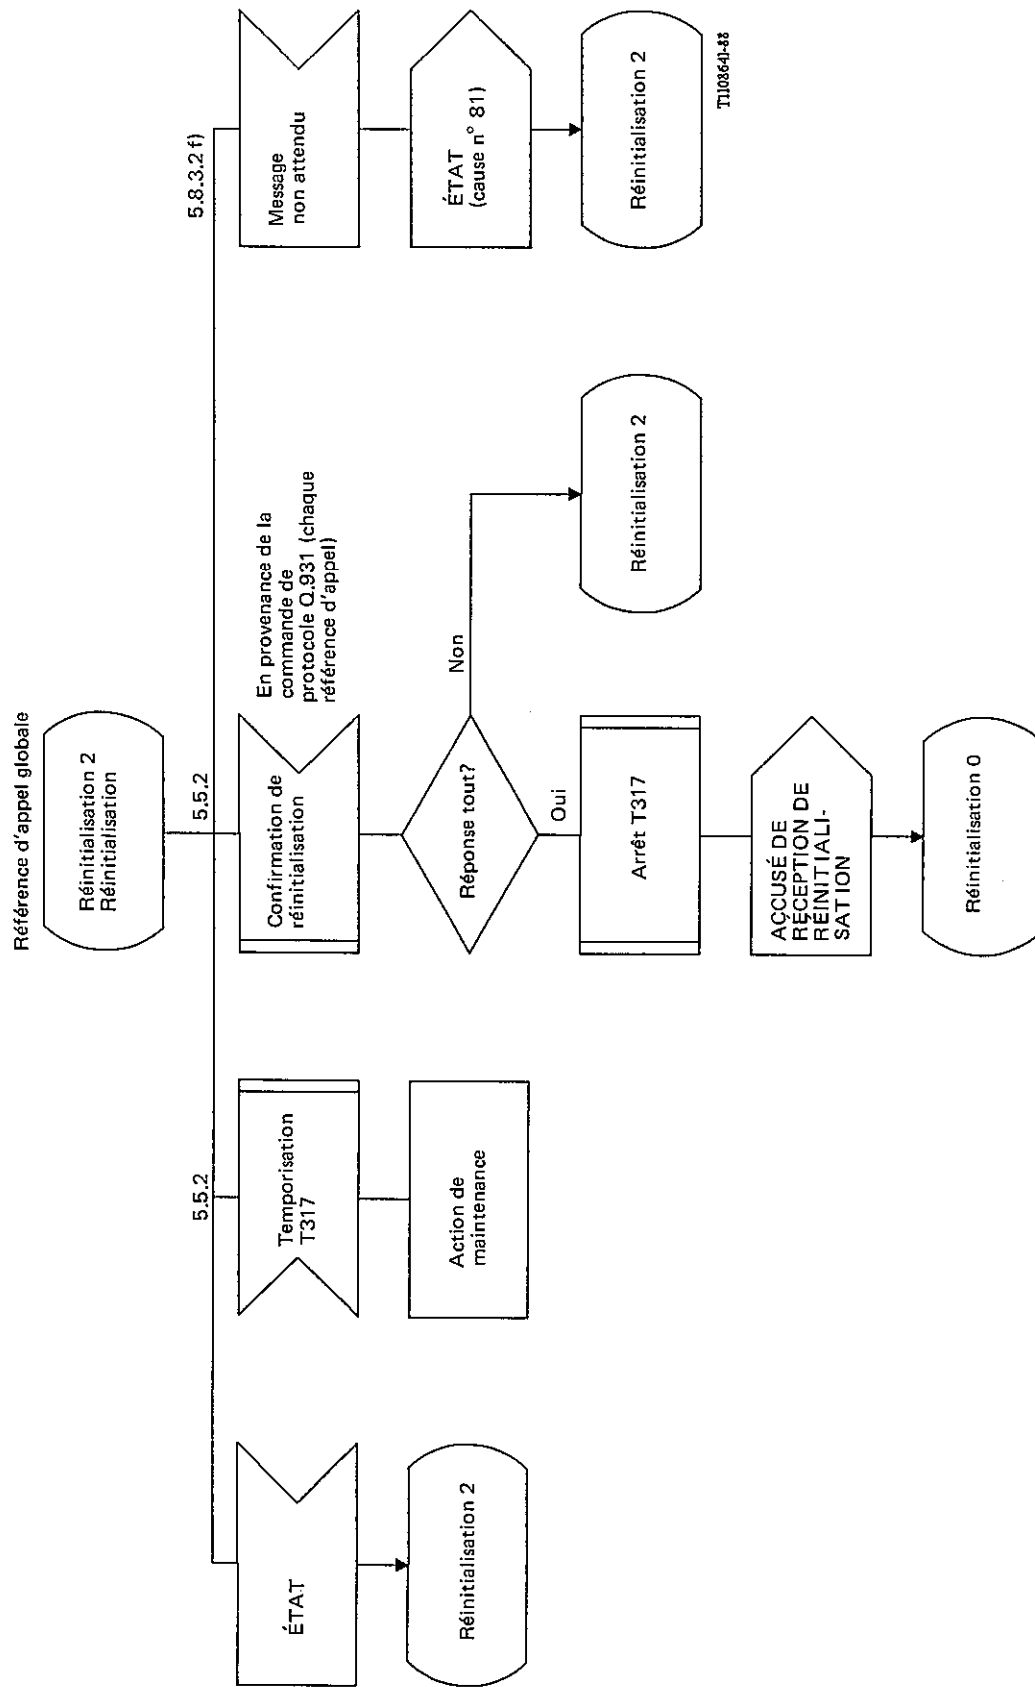 Référence d'appel globale
Réinitialisation 2
Réinitialisation
5.5.2
5.5.2
5.8.3.2 f)
ÉTAT
Réinitialisation 2
Temporisation
T317
Action de
maintenance
Confirmation de
réinitialisation
En provenance de la
commande de
protocole Q.931 (chaque
référence d'appel)
Réponse tout?
Non
Oui
Réinitialisation 2
Arrêt T317
ACCUSÉ DE
RÉCEPTION DE
RÉINITIALI-
SATION
Réinitialisation 0
Message
non attendu
ÉTAT
(cause n° 81)
Réinitialisation 2
T1108641-88